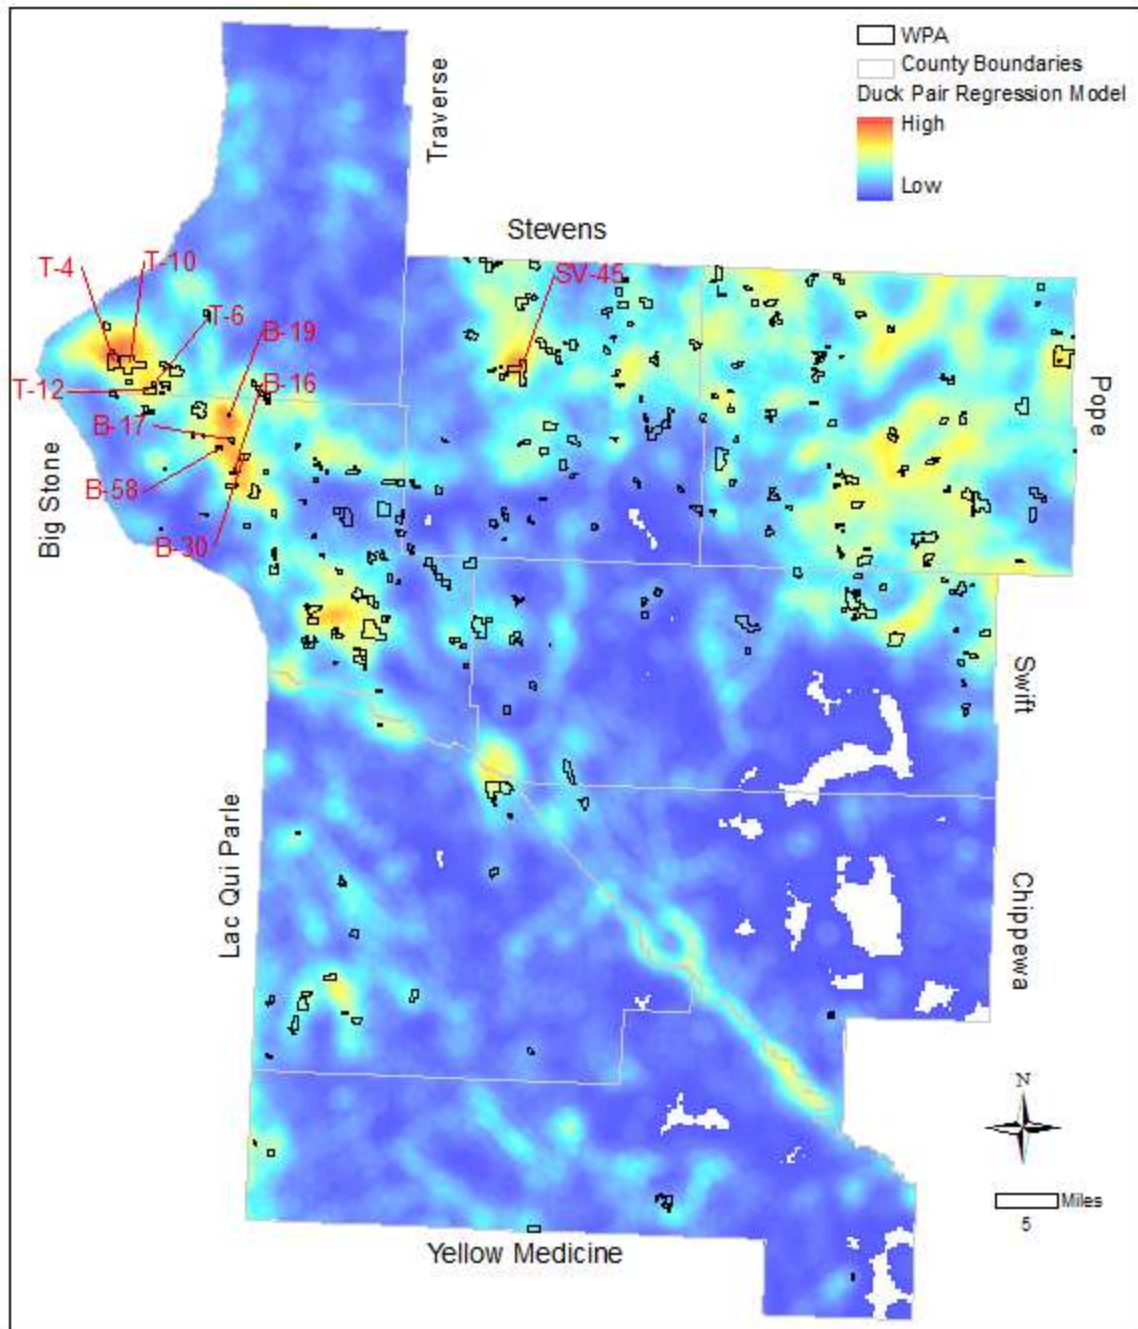 WPA
County Boundaries
Duck Pair Regression Model
High
Low
Traverse
Stevens
T-4
T-10
SV-45
T-6
B-19
T-12
B-16
B-17
Pope
Big Stone
B-58
B-30
Swift
Lac Qui Parle
Chippewa
N
Miles
5
Yellow Medicine